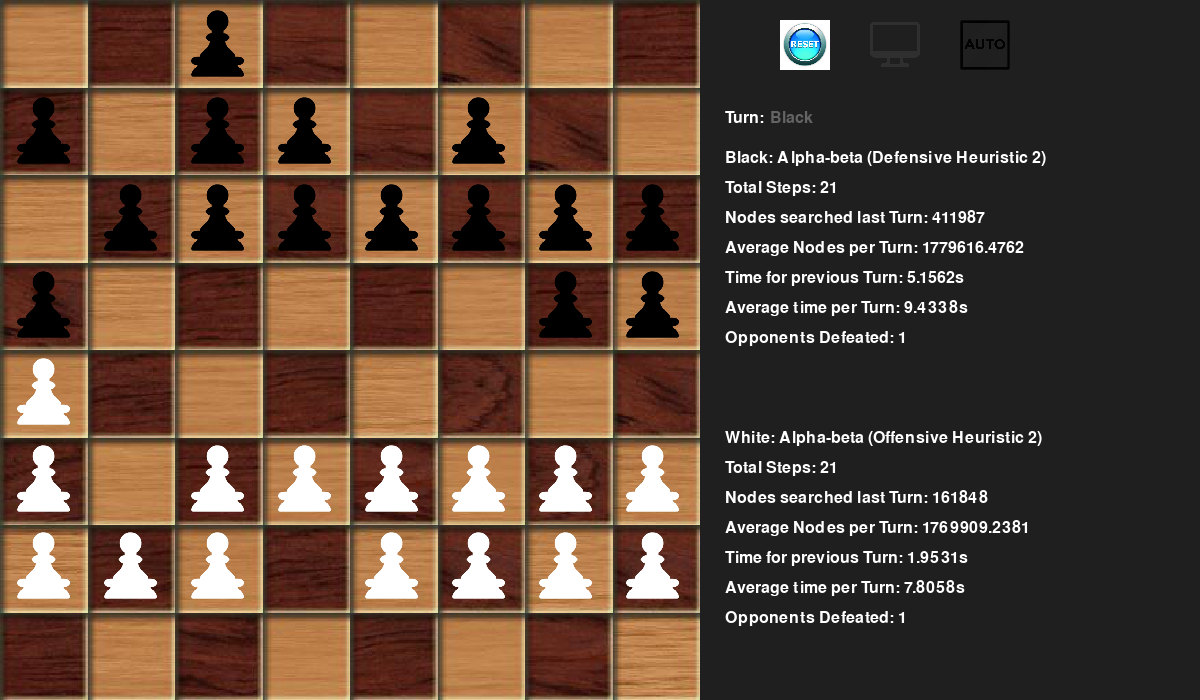 RESET
AUTO
Turn: Black
Black: Alpha-beta (Defensive Heuristic 2)
Total Steps: 21
Nodes searched last Turn: 411987
Average Nodes per Turn: 1779616.4762
Time for previous Turn: 5.1562s
Average time per Turn: 9.4338s
Opponents Defeated: 1
White: Alpha-beta (Offensive Heuristic 2)
Total Steps: 21
Nodes searched last Turn: 161848
Average Nodes per Turn: 1769909.2381
Time for previous Turn: 1.9531s
Average time per Turn: 7.8058s
Opponents Defeated: 1